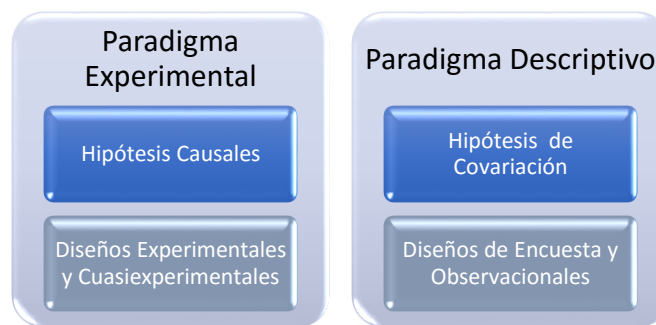 Paradigma
Experimental
Hipótesis Causales
Diseños Experimentales
y Cuasiexperimentales
Paradigma Descriptivo
Hipótesis de
Covariación
Diseños de Encuesta y
Observacionales